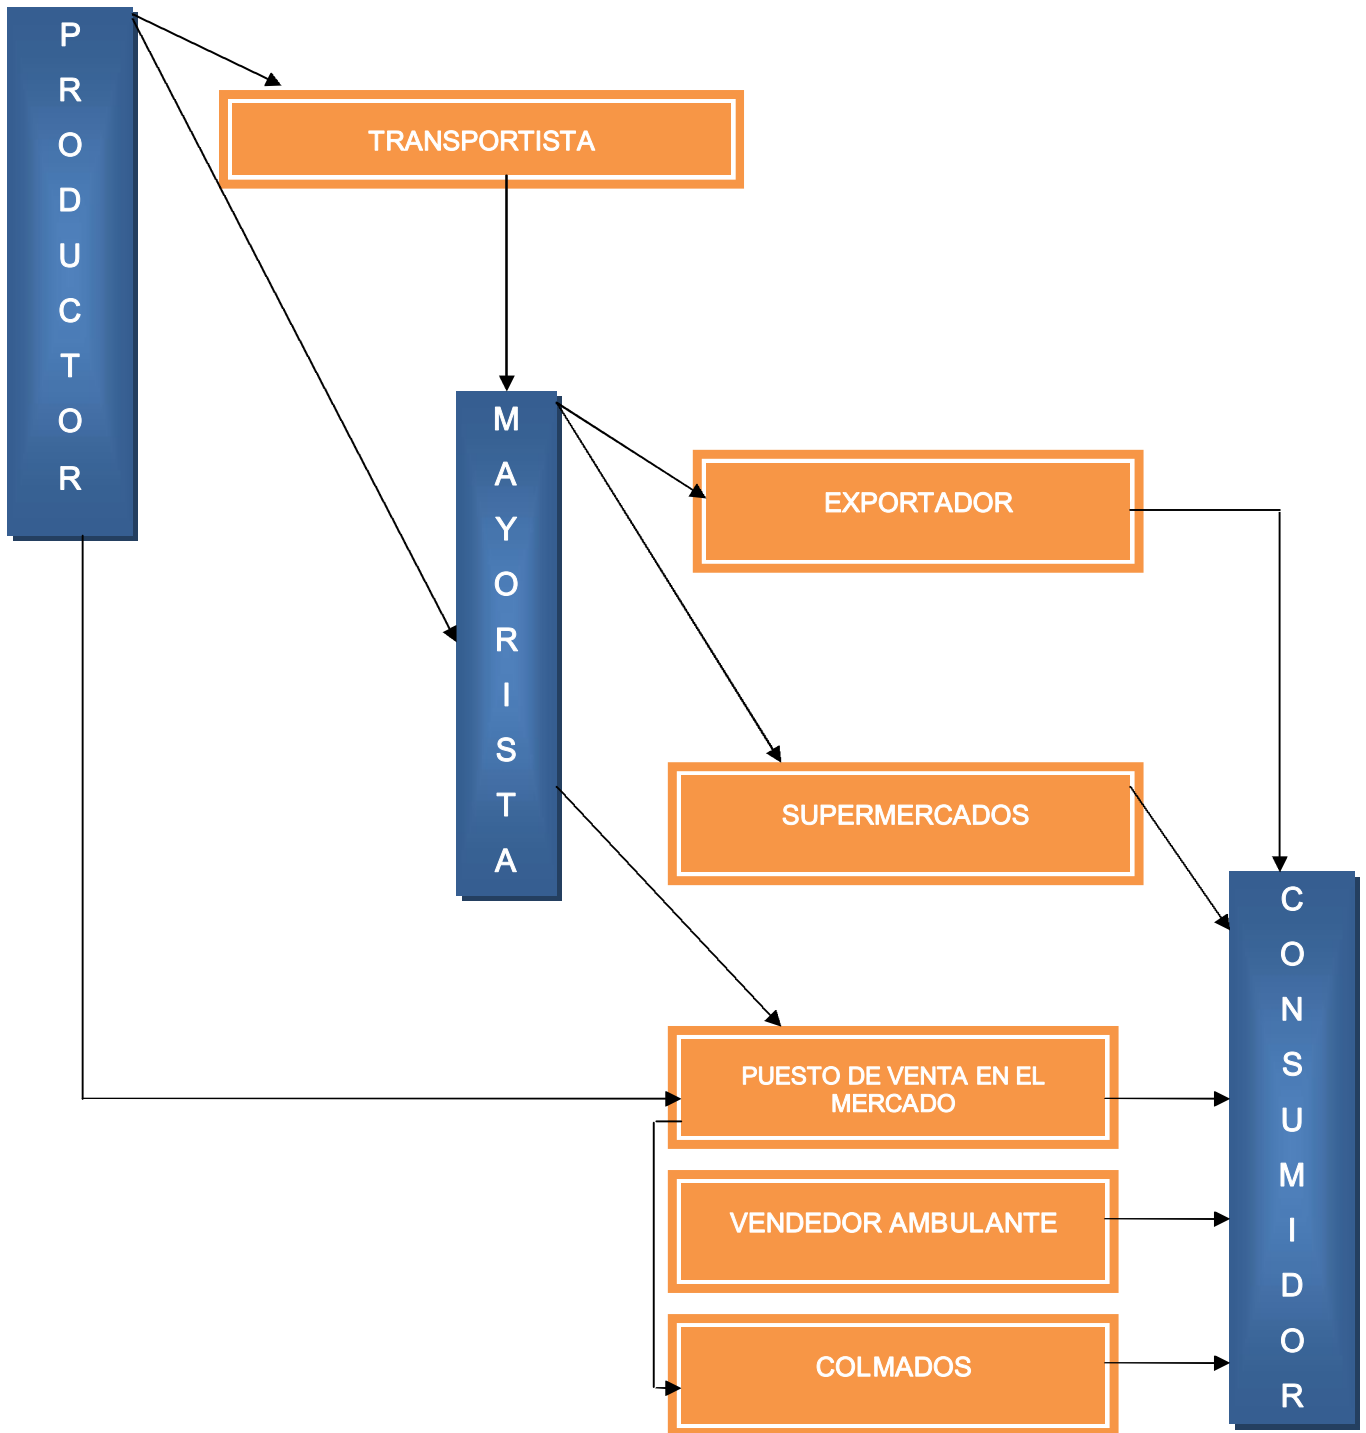 PRODUCTOR
TRANSPORTISTA
MAYORISTA
EXPORTADOR
SUPERMERCADOS
CONSUMIDOR
PUESTO DE VENTA EN EL
MERCADO
VENDEDOR AMBULANTE
COLMADOS